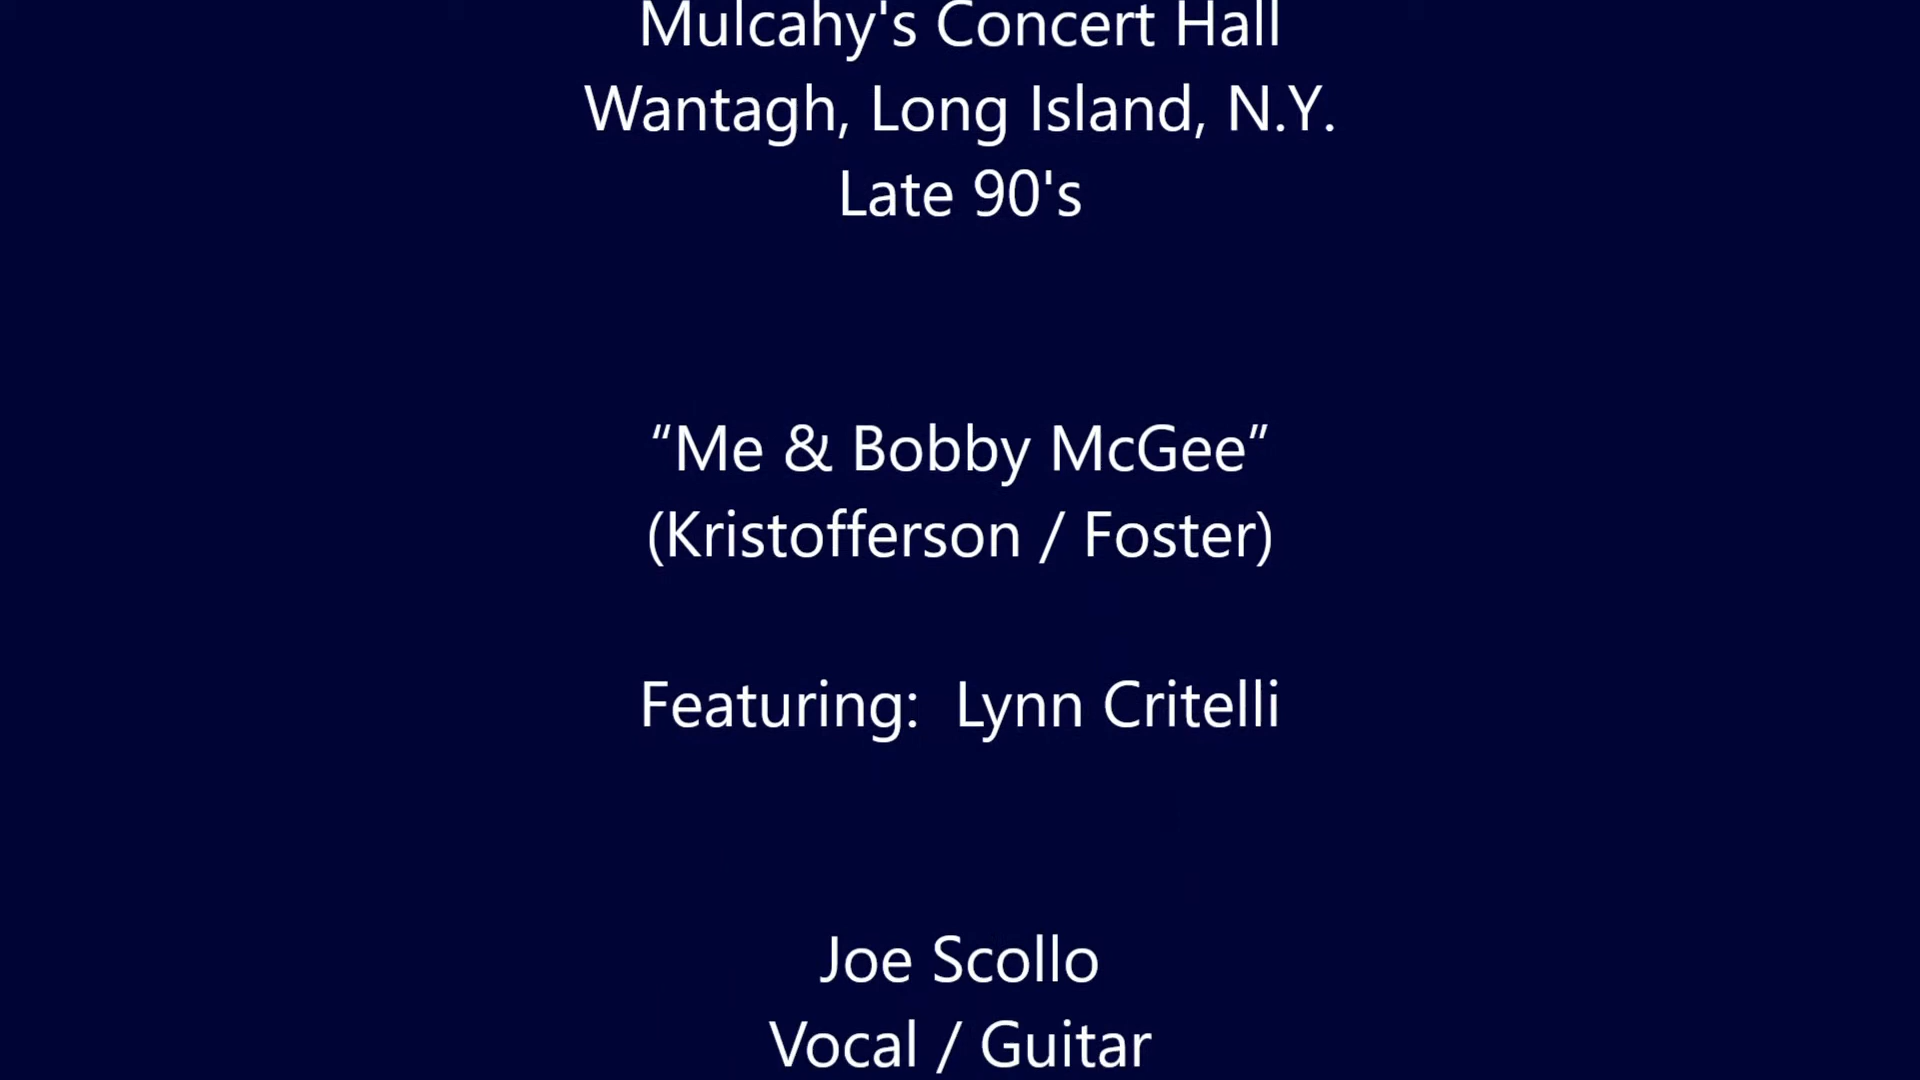 Mulcahy's Concert Hall
Wantagh, Long Island, N.Y.
Late 90's
“Me & Bobby McGee”
(Kristofferson / Foster)
Featuring:  Lynn Critelli
Joe Scollo
Vocal / Guitar